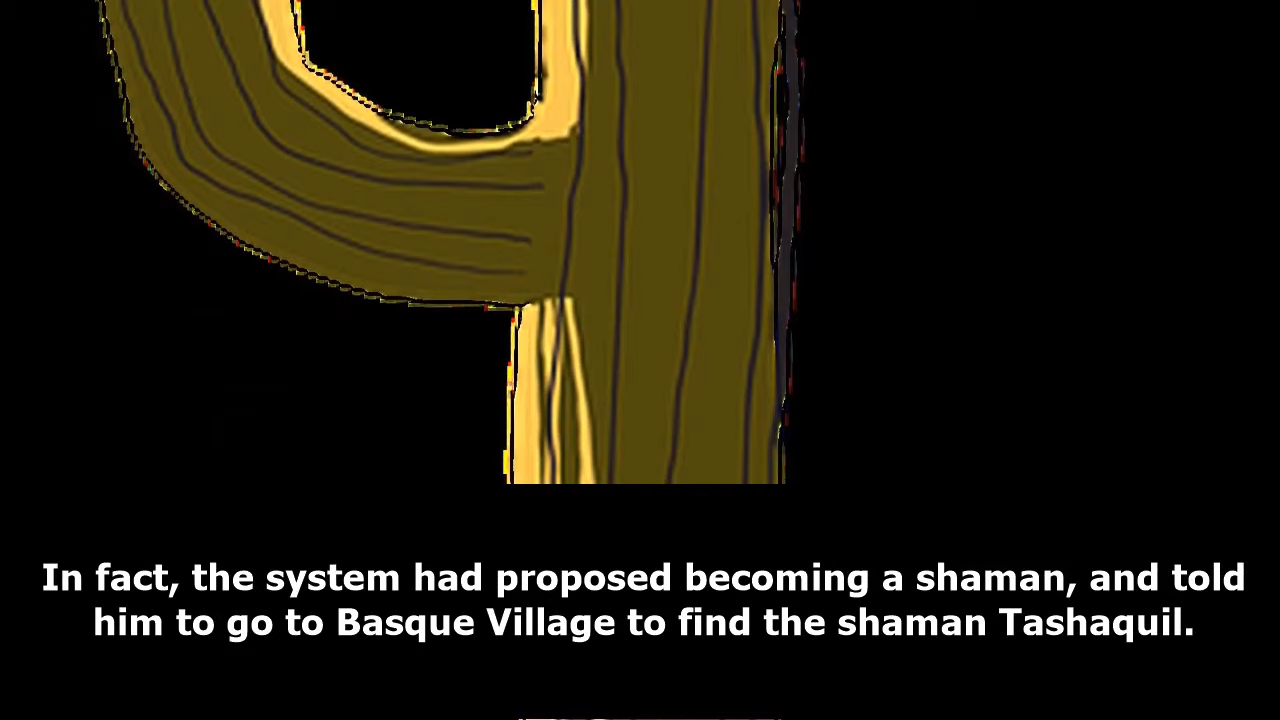 In fact, the system had proposed becoming a shaman, and told
him to go to Basque Village to find the shaman Tashaquil.